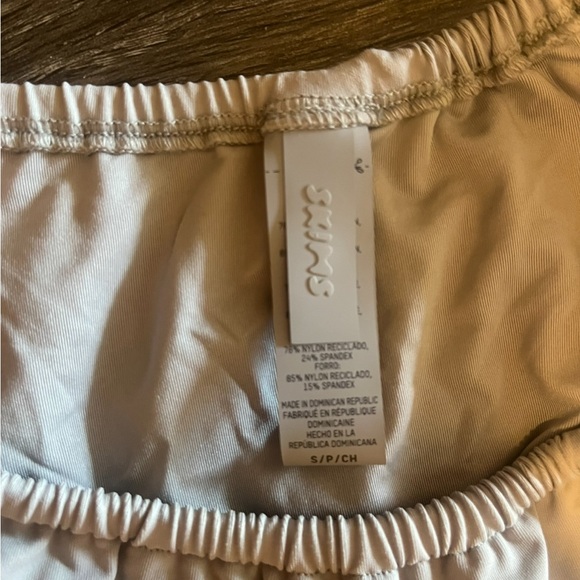 SKIMS
76% NYLON RECICLADO,
24% SPANDEX
FORRO:
85% NYLON RECICLADO,
15% SPANDEX
MADE IN DOMINICAN REPUBLIC
FABRIQUÉ EN RÉPUBLIQUE
DOMINICAINE
HECHO EN LA
REPÚBLICA DOMINICANA
S/P/CH